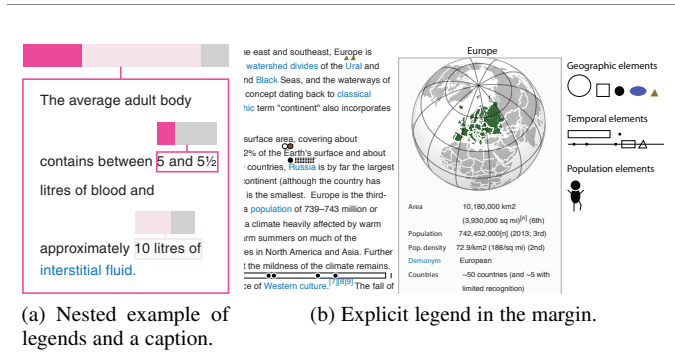 The average adult body
contains between 5 and 5½
litres of blood and
approximately 10 litres of
interstitial fluid.
(a) Nested example of
legends and a caption.
e east and southeast, Europe is
watershed divides of the Ural and
nd Black Seas, and the waterways of
concept dating back to classical
hic term "continent" also incorporates
surface area, covering about
2% of the Earth's surface and about
countries, Russia is by far the largest
ontinent (although the country has
is the smallest. Europe is the third-
a population of 739–743 million or
a climate heavily affected by warm
rm summers on much of the
es in North America and Asia. Further
t the mildness of the climate remains.
ce of Western culture.[7][8][9] The fall of
Europe
Area 10,180,000 km2
(3,930,000 sq mi)[n] (6th)
Population 742,452,000[n] (2013; 3rd)
Pop. density 72.9/km2 (188/sq mi) (2nd)
Demonym European
Countries ~50 countries (and ~5 with
limited recognition)
Geographic elements
Temporal elements
Population elements
(b) Explicit legend in the margin.